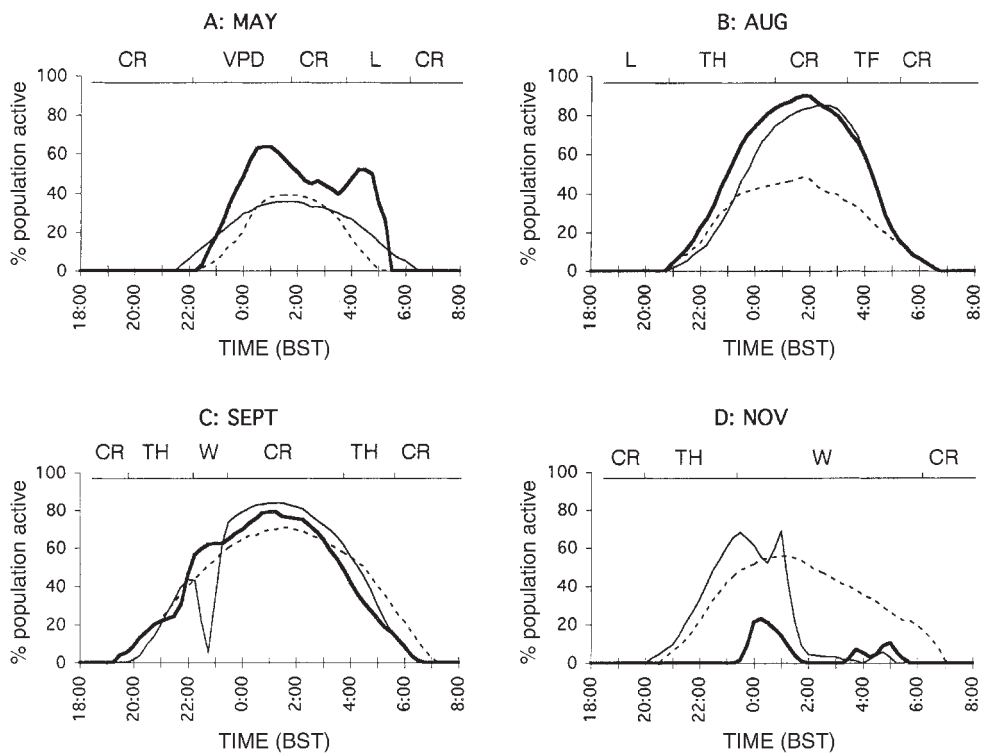 A: MAY
CR VPD CR L CR
100
80
60
40
20
0
% population active
18:00 20:00 22:00 0:00 2:00 4:00 6:00 8:00
TIME (BST)
B: AUG
L TH CR TF CR
100
80
60
40
20
0
% population active
18:00 20:00 22:00 0:00 2:00 4:00 6:00 8:00
TIME (BST)
C: SEPT
CR TH W CR TH CR
100
80
60
40
20
0
% population active
18:00 20:00 22:00 0:00 2:00 4:00 6:00 8:00
TIME (BST)
D: NOV
CR TH W CR
100
80
60
40
20
0
% population active
18:00 20:00 22:00 0:00 2:00 4:00 6:00 8:00
TIME (BST)